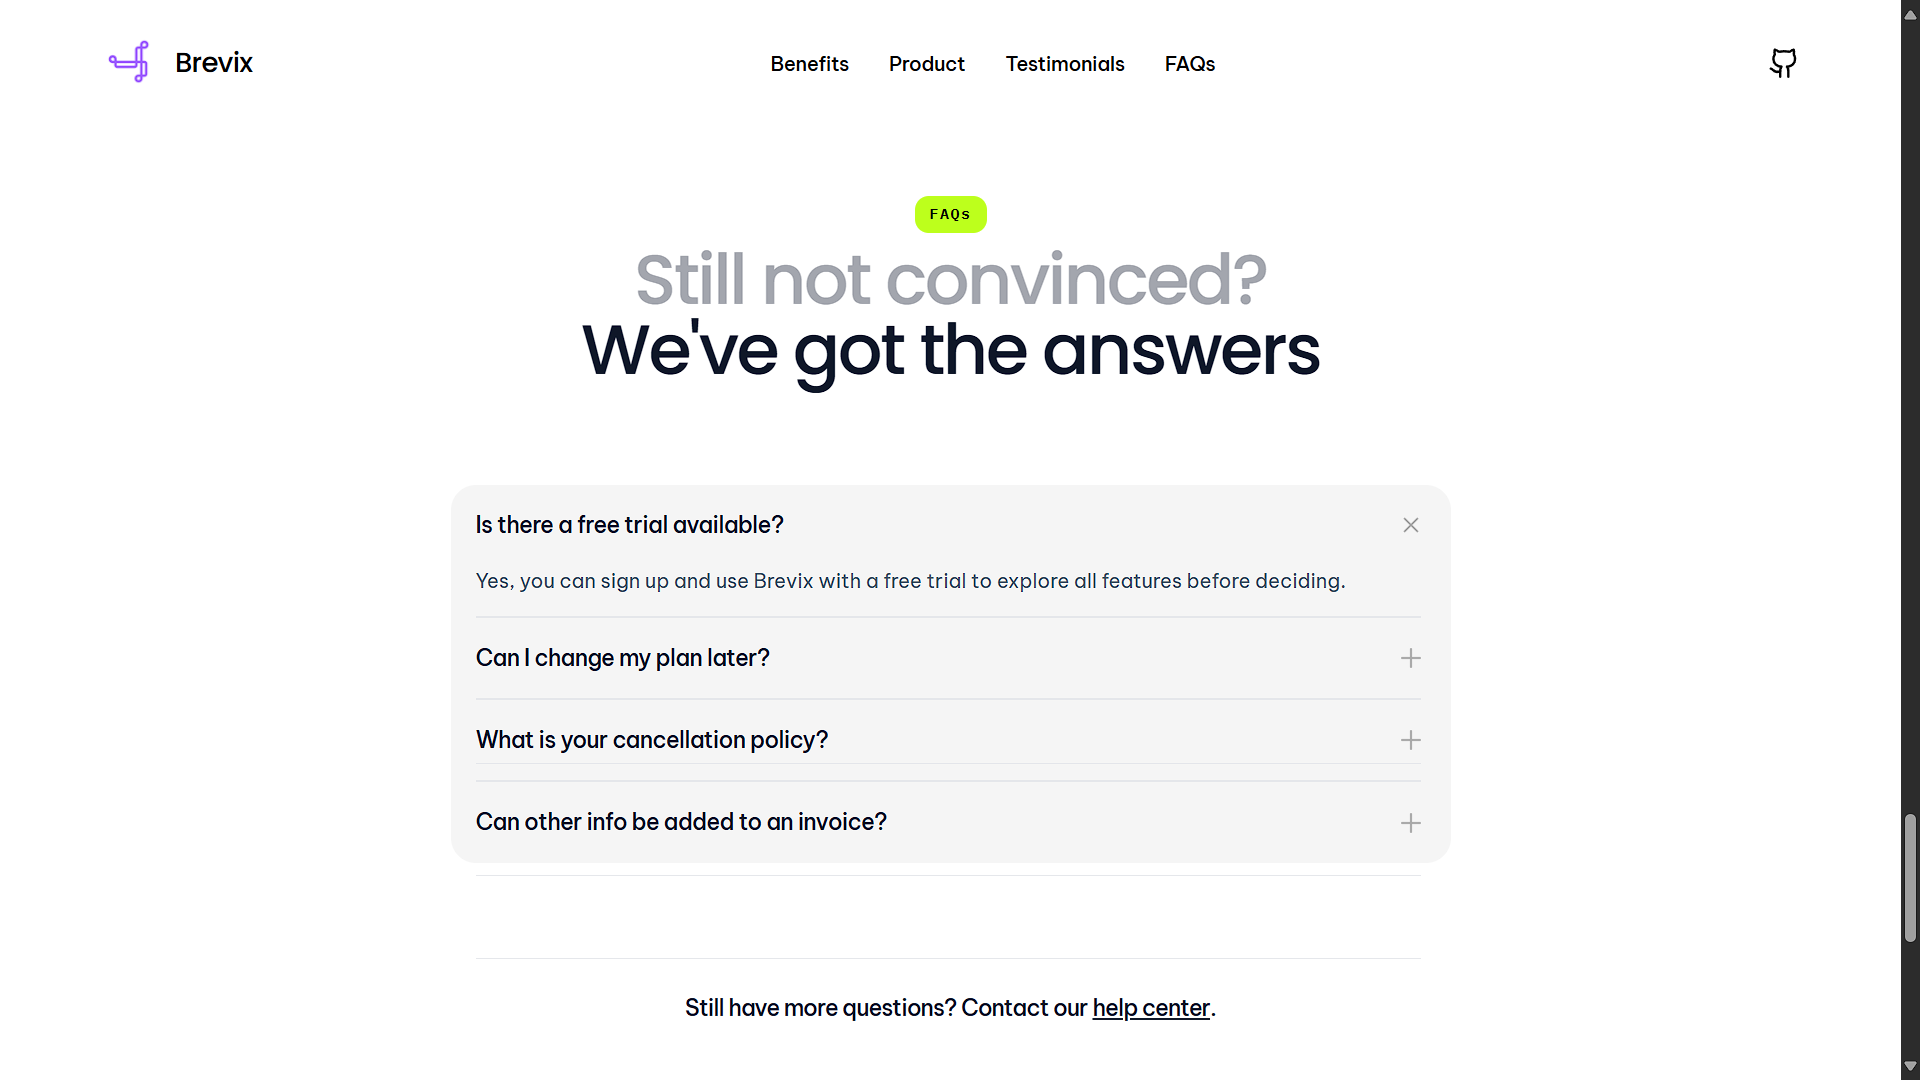 Brevix
Benefits
Product
Testimonials
FAQs
FAQs
Still not convinced?
We've got the answers
Is there a free trial available?
Yes, you can sign up and use Brevix with a free trial to explore all features before deciding.
Can I change my plan later?
What is your cancellation policy?
Can other info be added to an invoice?
Still have more questions? Contact our help center.